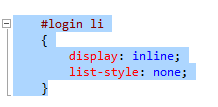 #login li
{
display: inline;
list-style: none;
}